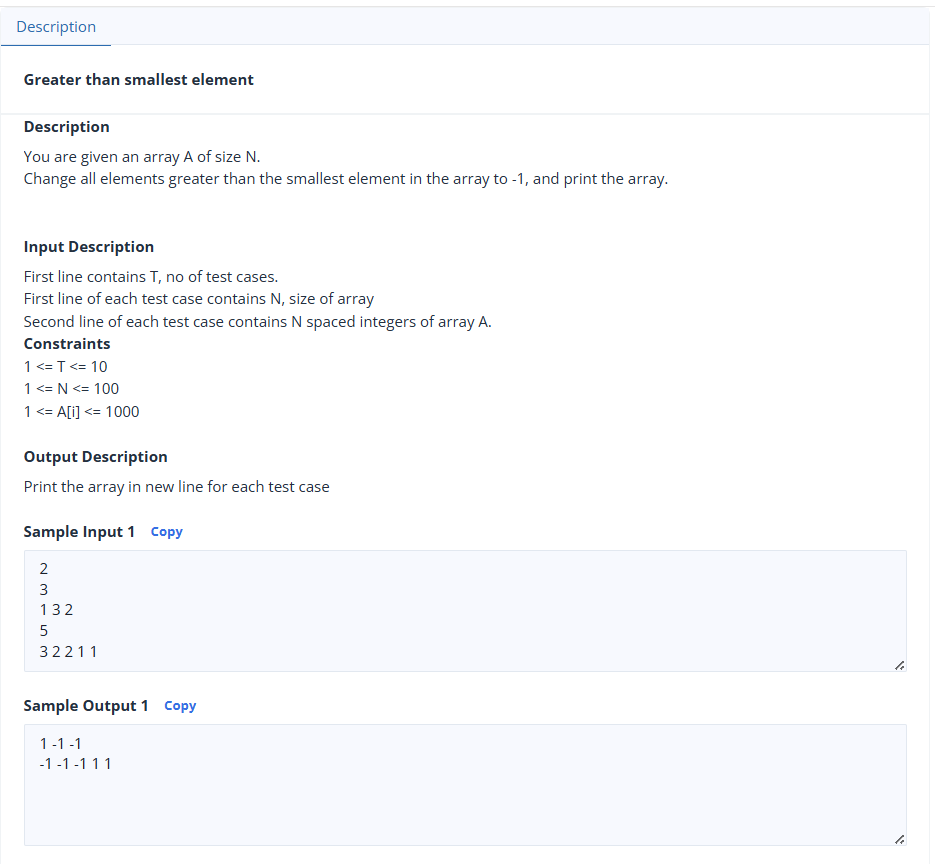 Description
Greater than smallest element
Description
You are given an array A of size N.
Change all elements greater than the smallest element in the array to -1, and print the array.
Input Description
First line contains T, no of test cases.
First line of each test case contains N, size of array
Second line of each test case contains N spaced integers of array A.
Constraints
1 <= T <= 10
1 <= N <= 100
1 <= A[i] <= 1000
Output Description
Print the array in new line for each test case
Sample Input 1 Copy
2
3
1 3 2
5
3 2 2 1 1
Sample Output 1 Copy
1 -1 -1
-1 -1 -1 1 1